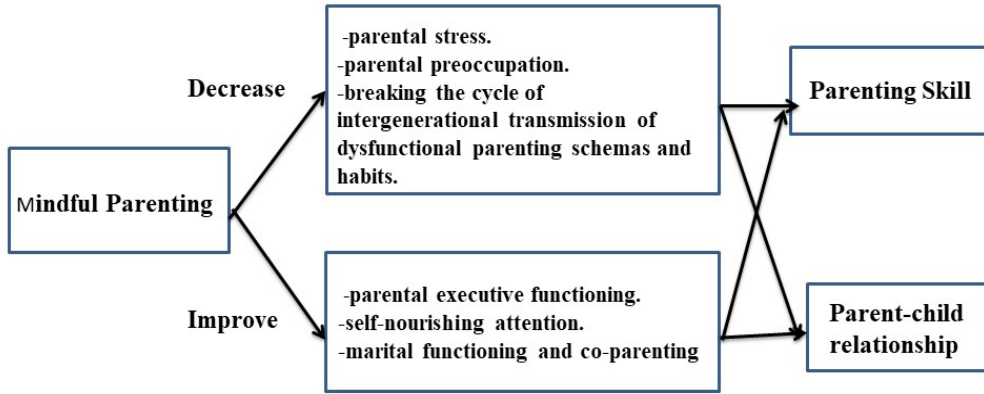 -parental stress.
-parental preoccupation.
-breaking the cycle of
intergenerational transmission of
dysfunctional parenting schemas and
habits.
Decrease
Parenting Skill
Mindful Parenting
Improve
-parental executive functioning.
-self-nourishing attention.
-marital functioning and co-parenting
Parent-child
relationship